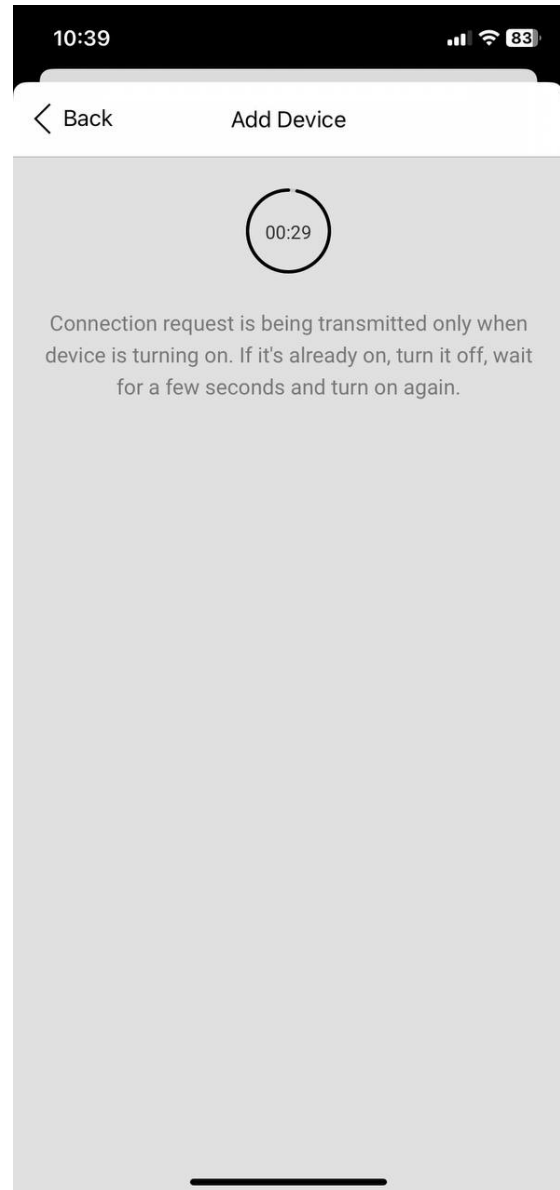 10:39
83
Back
Add Device
00:29
Connection request is being transmitted only when
device is turning on. If it's already on, turn it off, wait
for a few seconds and turn on again.